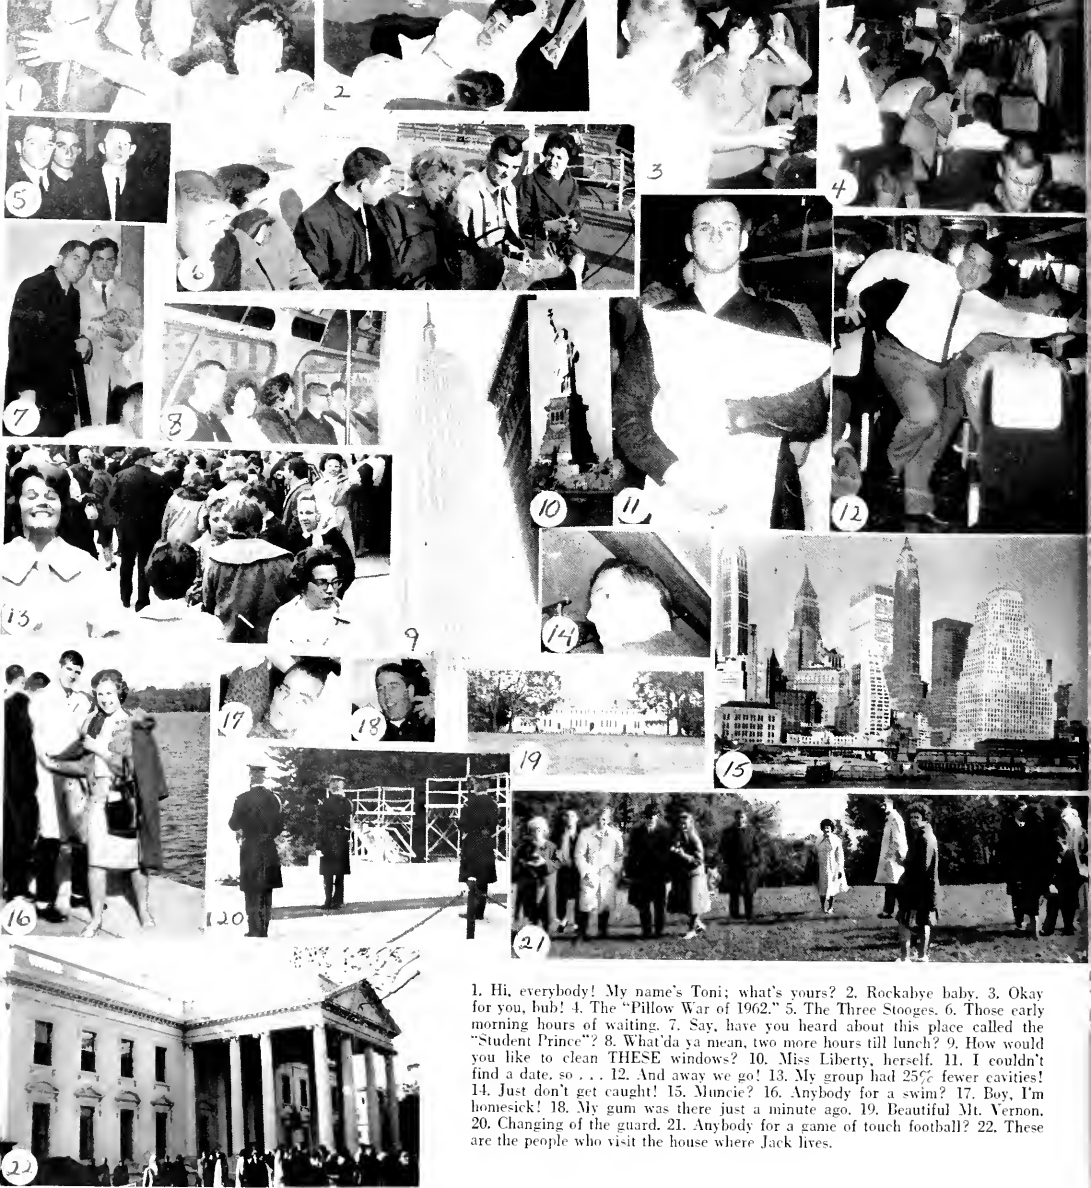 1
2
3
4
5
6
7
8
9
10
11
12
13
14
15
16
17
18
19
20
21
22
1. Hi, everybody! My name's Toni; what's yours? 2. Rockabye baby. 3. Okay
for you, bub! 4. The "Pillow War of 1962." 5. The Three Stooges. 6. Those early
morning hours of waiting. 7. Say, have you heard about this place called the
"Student Prince"? 8. What'da ya mean, two more hours till lunch? 9. How would
you like to clean THESE windows? 10. Miss Liberty, herself. 11. I couldn't
find a date, so . . . 12. And away we go! 13. My group had 25% fewer cavities!
14. Just don't get caught! 15. Muncie? 16. Anybody for a swim? 17. Boy, I'm
homesick! 18. My gum was there just a minute ago. 19. Beautiful Mt. Vernon.
20. Changing of the guard. 21. Anybody for a game of touch football? 22. These
are the people who visit the house where Jack lives.